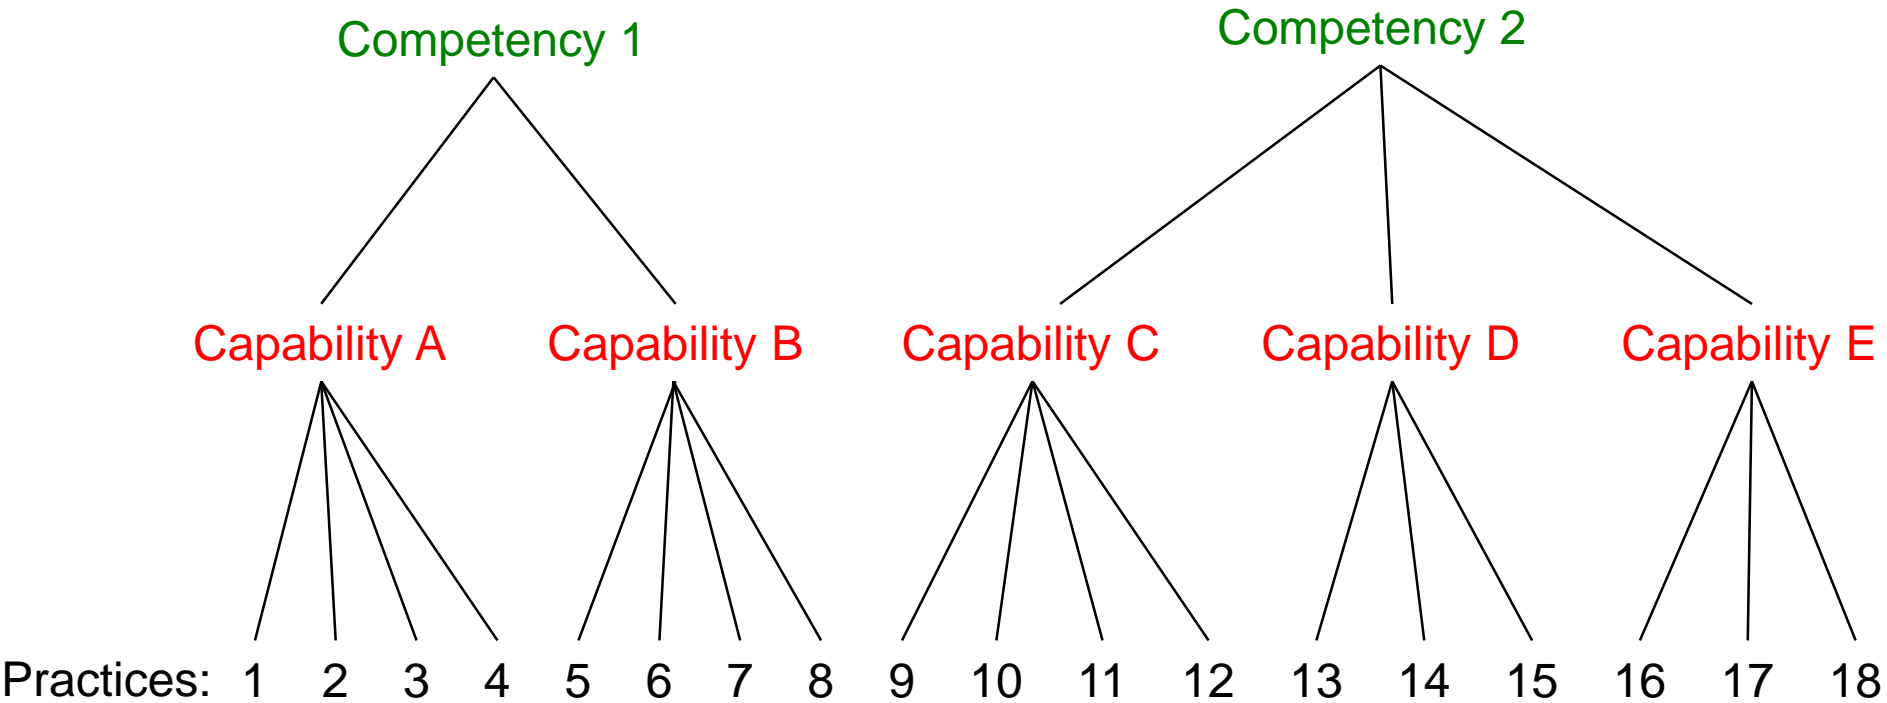 Competency 1 Competency 2
Capability A Capability B Capability C Capability D Capability E
Practices: 1 2 3 4 5 6 7 8 9 10 11 12 13 14 15 16 17 18